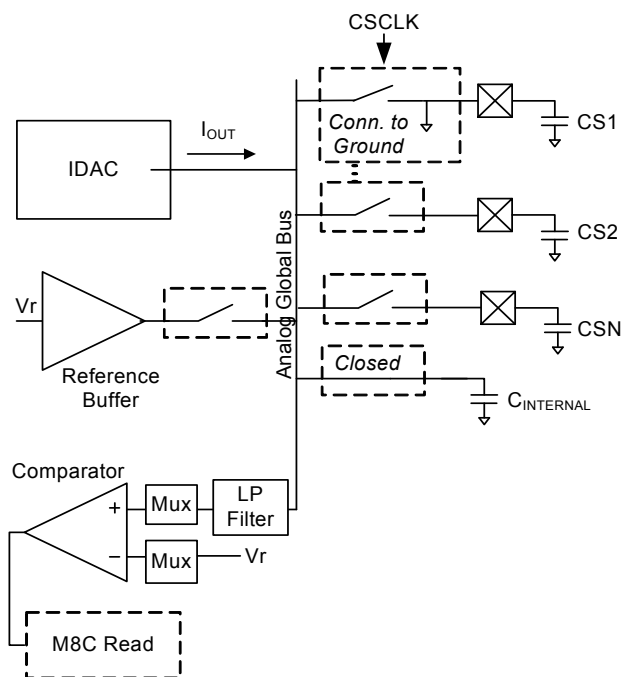 CSCLK
Conn. to
Ground
CS1
IOUT
IDAC
CS2
Analog Global Bus
Vr
Reference
Buffer
CSN
Closed
CINTERNAL
Comparator
+
Mux
LP
Filter
−
Mux
Vr
M8C Read